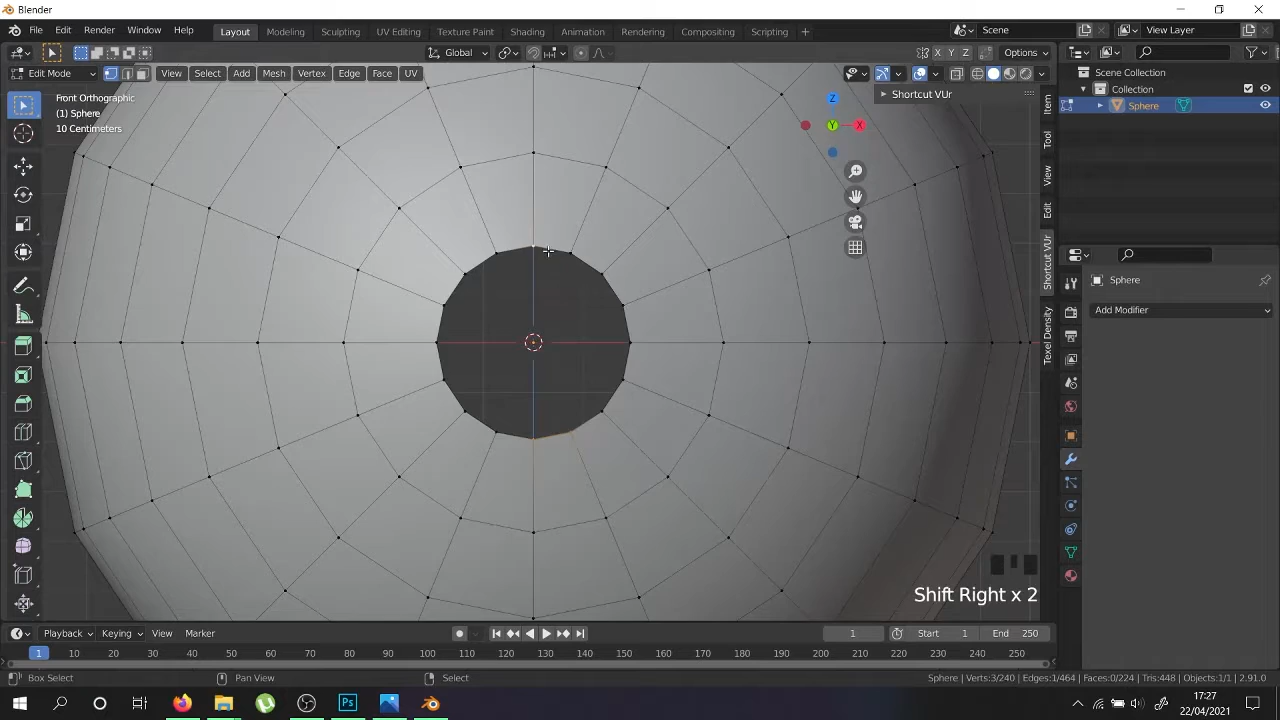 Blender
File Edit Render Window Help Layout Modeling Sculpting UV Editing Texture Paint Shading Animation Rendering Compositing Scripting + Scene View Layer
Global X Y Z Options
Edit Mode View Select Add Mesh Vertex Edge Face UV
Scene Collection
Collection
Sphere
Front Orthographic
(1) Sphere
10 Centimeters
Shortcut VUr
Z
Y
X
Item
Tool
View
Edit
Shortcut VUr
Texel Density
Sphere
Add Modifier
Shift Right x 2
Playback Keying View Marker 1 Start 1 End 250
1 10 20 30 40 50 60 70 80 90 100 110 120 130 140 150 160 170 180 190 200 210 220 230 240 250
Box Select Pan View Select Sphere | Verts:3/240 | Edges:1/464 | Faces:0/224 | Tris:448 | Objects:1/1 | 2.91.0
Ps
17:27
22/04/2021